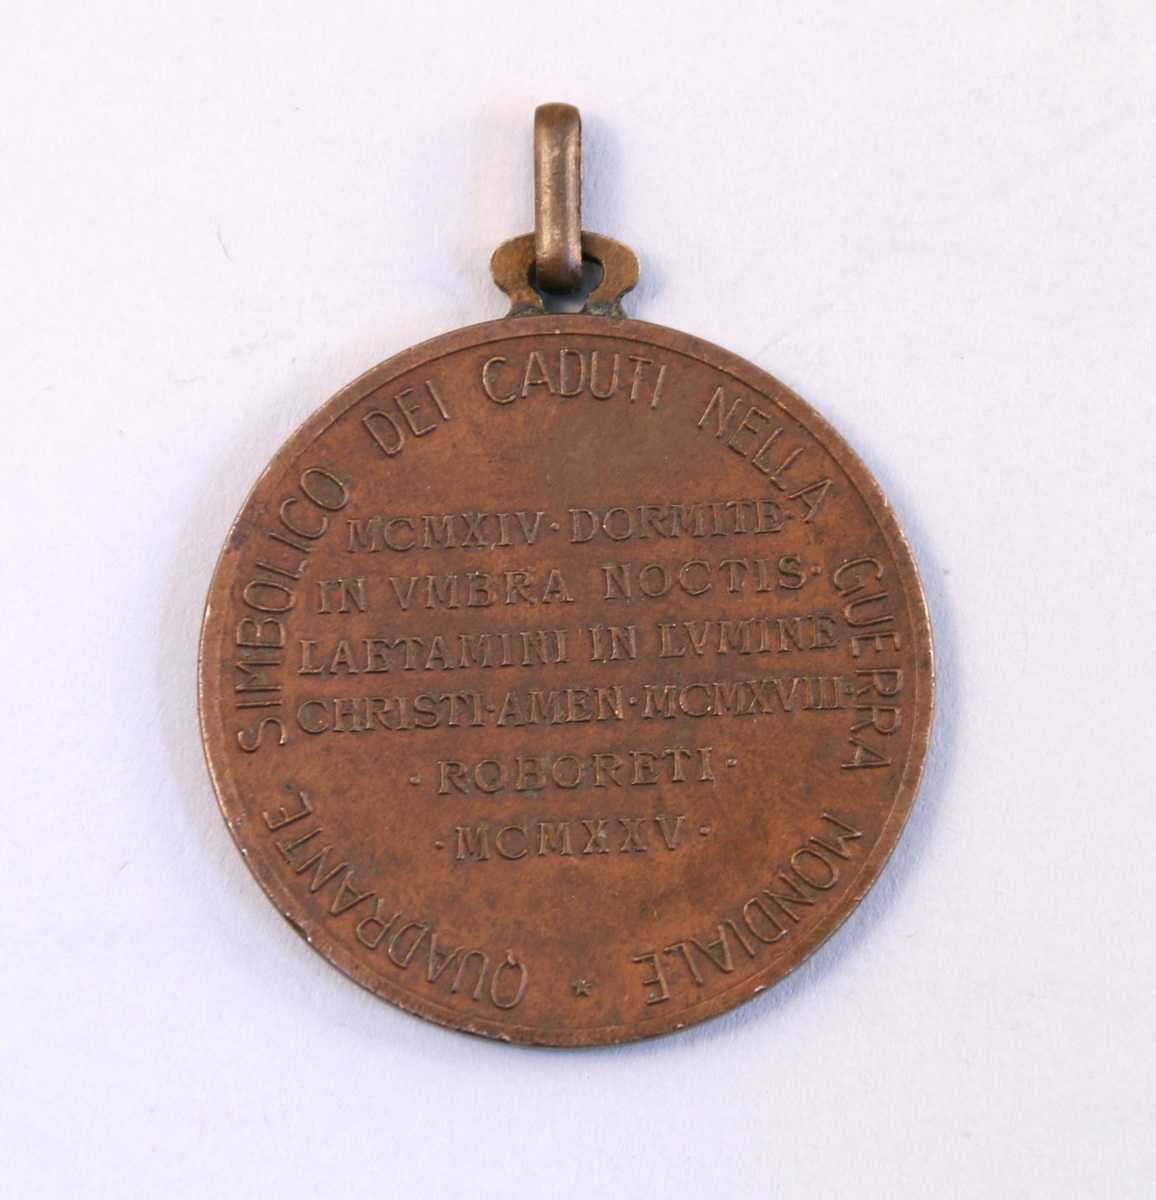 QUADRANTE SIMBOLICO DEI CADUTI NELLA GUERRA MONDIALE
MCMXIV·DORMITE·
IN VMBRA NOCTIS·
LAETAMINI IN LVMINE
CHRISTI·AMEN·MCMXVIII·
·ROBORETI·
·MCMXXV·